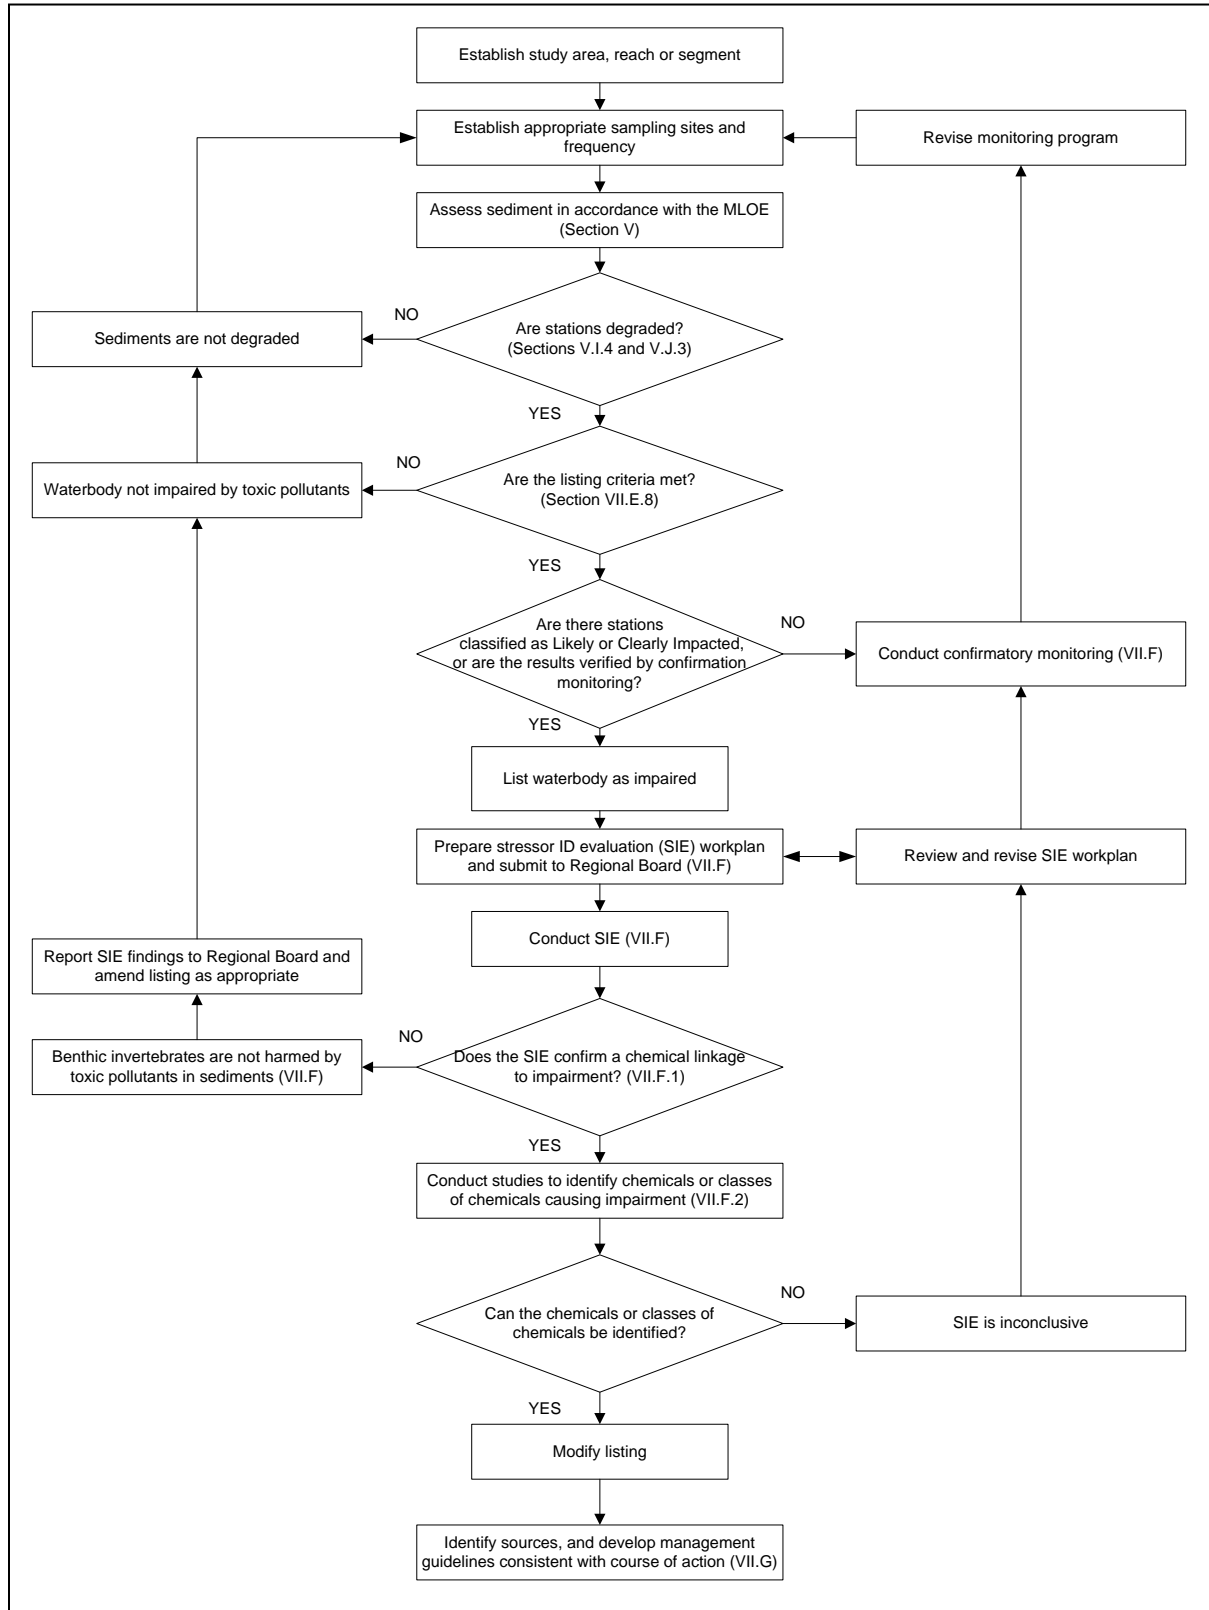 Establish study area, reach or segment
Establish appropriate sampling sites and
frequency
Revise monitoring program
Assess sediment in accordance with the MLOE
(Section V)
NO
Are stations degraded?
(Sections V.I.4 and V.J.3)
Sediments are not degraded
YES
NO
Are the listing criteria met?
(Section VII.E.8)
Waterbody not impaired by toxic pollutants
YES
Are there stations
classified as Likely or Clearly Impacted,
or are the results verified by confirmation
monitoring?
NO
Conduct confirmatory monitoring (VII.F)
YES
List waterbody as impaired
Prepare stressor ID evaluation (SIE) workplan
and submit to Regional Board (VII.F)
Review and revise SIE workplan
Conduct SIE (VII.F)
Report SIE findings to Regional Board and
amend listing as appropriate
NO
Benthic invertebrates are not harmed by
toxic pollutants in sediments (VII.F)
Does the SIE confirm a chemical linkage
to impairment? (VII.F.1)
YES
Conduct studies to identify chemicals or classes
of chemicals causing impairment (VII.F.2)
NO
Can the chemicals or classes of
chemicals be identified?
SIE is inconclusive
YES
Modify listing
Identify sources, and develop management
guidelines consistent with course of action (VII.G)